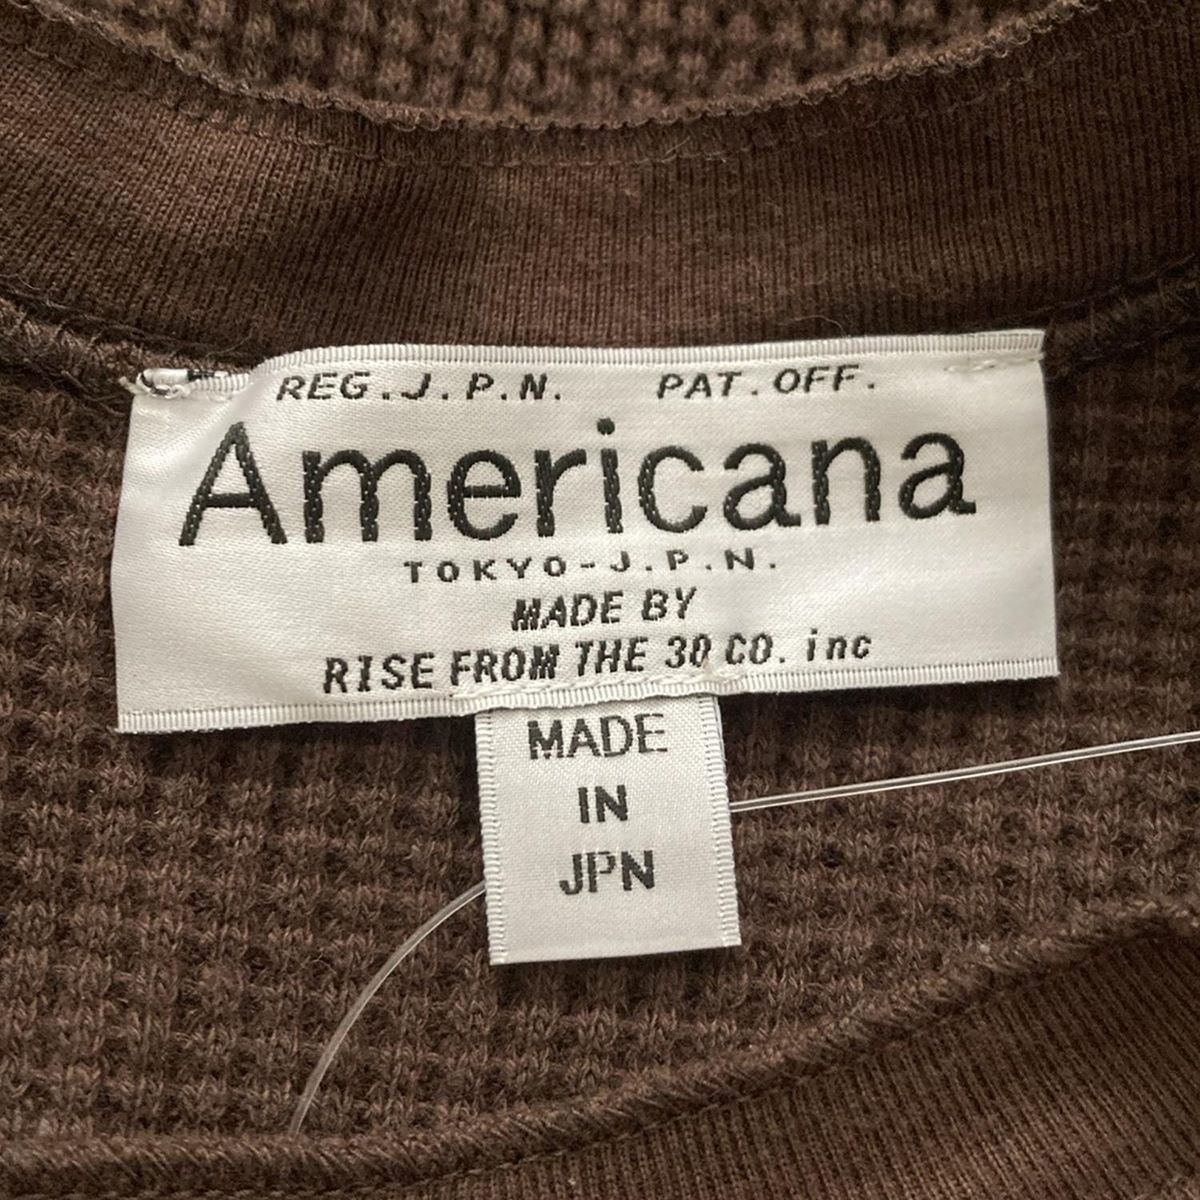 REG.J.P.N. PAT.OFF.
Americana
TOKYO-J.P.N.
MADE BY
RISE FROM THE 30 CO. inc
MADE
IN
JPN